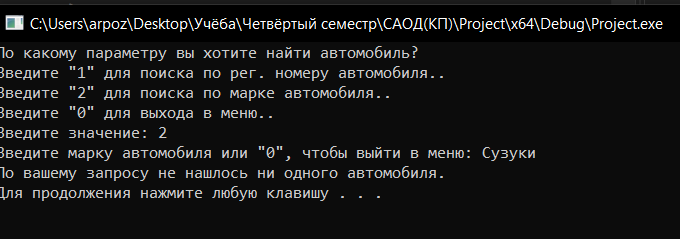 C:\Users\arpoz\Desktop\Учёба\Четвёртый семестр\САОД(КП)\Project\x64\Debug\Project.exe
По какому параметру вы хотите найти автомобиль?
Введите "1" для поиска по рег. номеру автомобиля..
Введите "2" для поиска по марке автомобиля..
Введите "0" для выхода в меню..
Введите значение: 2
Введите марку автомобиля или "0", чтобы выйти в меню: Сузуки
По вашему запросу не нашлось ни одного автомобиля.
Для продолжения нажмите любую клавишу . . .